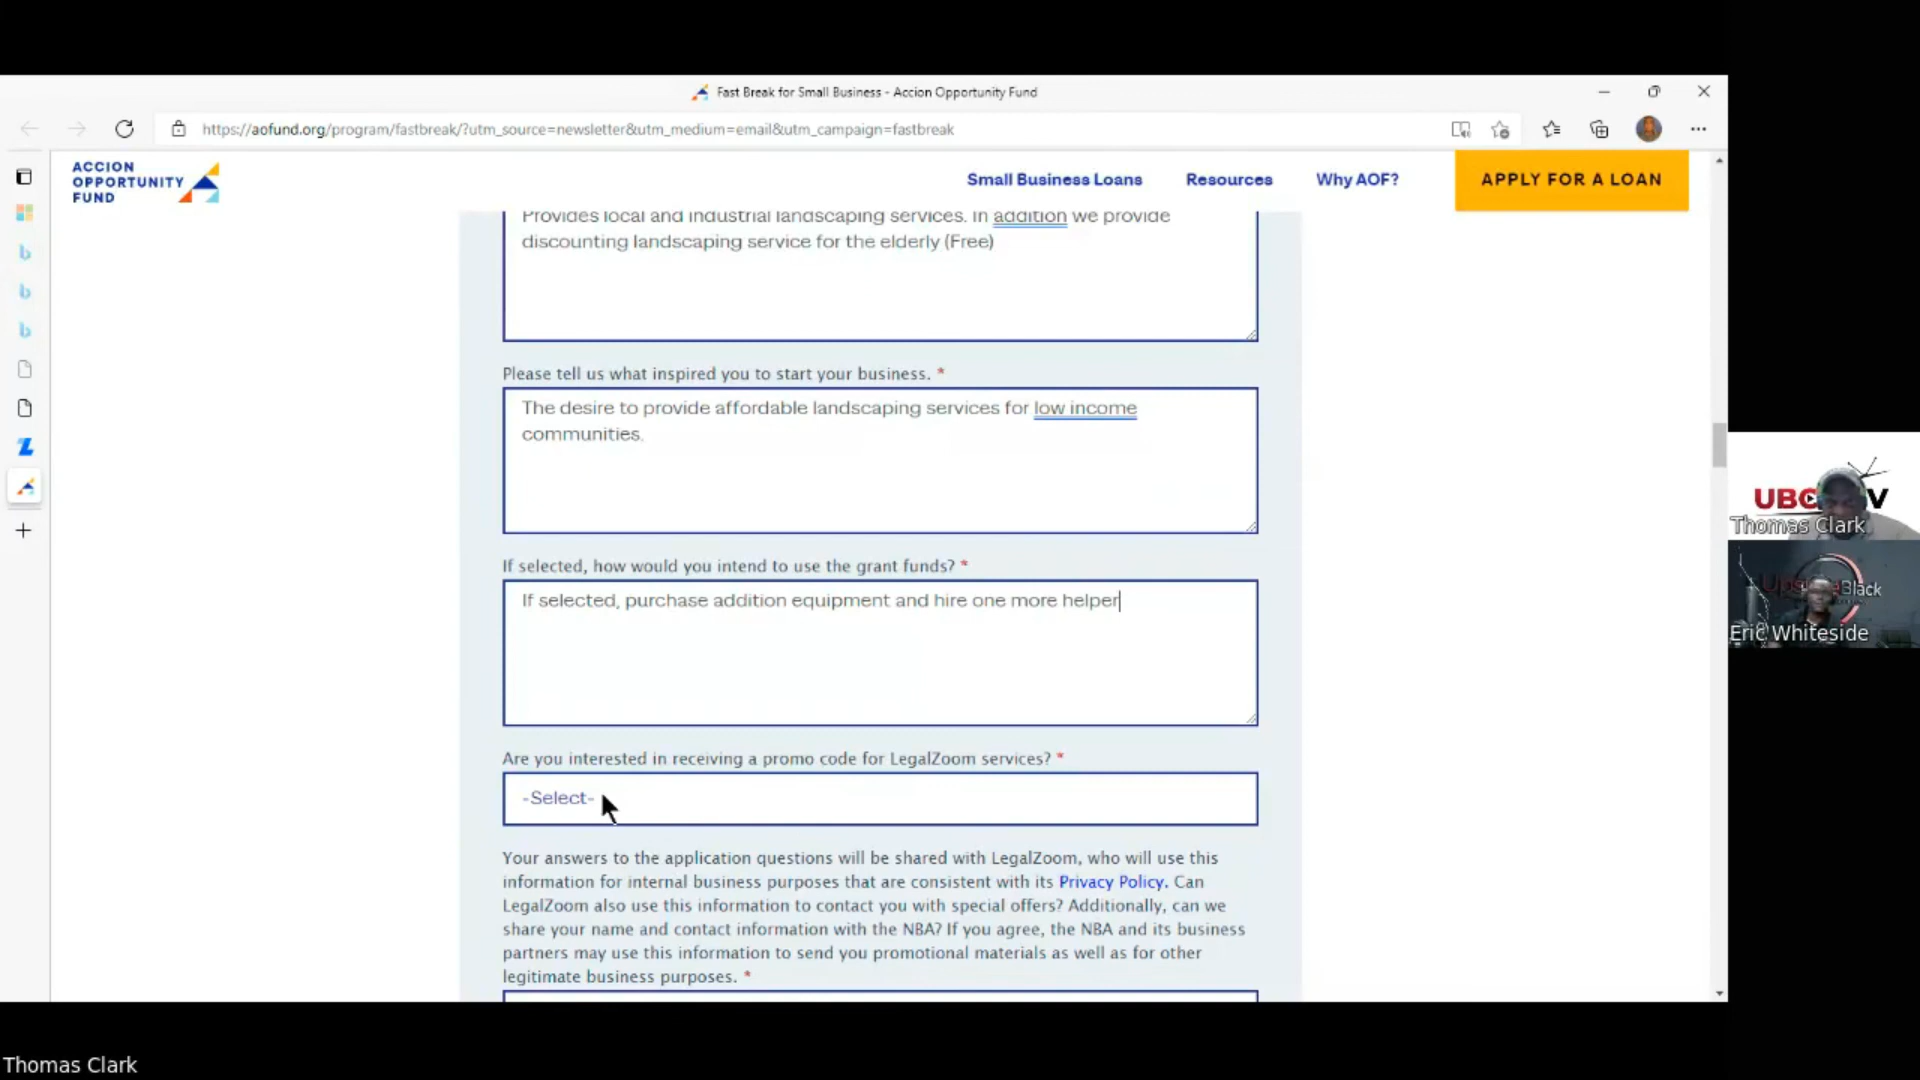 Fast Break for Small Business - Accion Opportunity Fund
https://aofund.org/program/fastbreak/?utm_source=newsletter&utm_medium=email&utm_campaign=fastbreak
ACCION
OPPORTUNITY
FUND
Small Business Loans
Resources
Why AOF?
APPLY FOR A LOAN
Provides local and industrial landscaping services. In addition we provide
discounting landscaping service for the elderly (Free)
Please tell us what inspired you to start your business. *
The desire to provide affordable landscaping services for low income
communities.
If selected, how would you intend to use the grant funds? *
If selected, purchase addition equipment and hire one more helper
Are you interested in receiving a promo code for LegalZoom services? *
-Select-
Your answers to the application questions will be shared with LegalZoom, who will use this
information for internal business purposes that are consistent with its Privacy Policy. Can
LegalZoom also use this information to contact you with special offers? Additionally, can we
share your name and contact information with the NBA? If you agree, the NBA and its business
partners may use this information to send you promotional materials as well as for other
legitimate business purposes. *
Thomas Clark
Black
Eric Whiteside
Thomas Clark